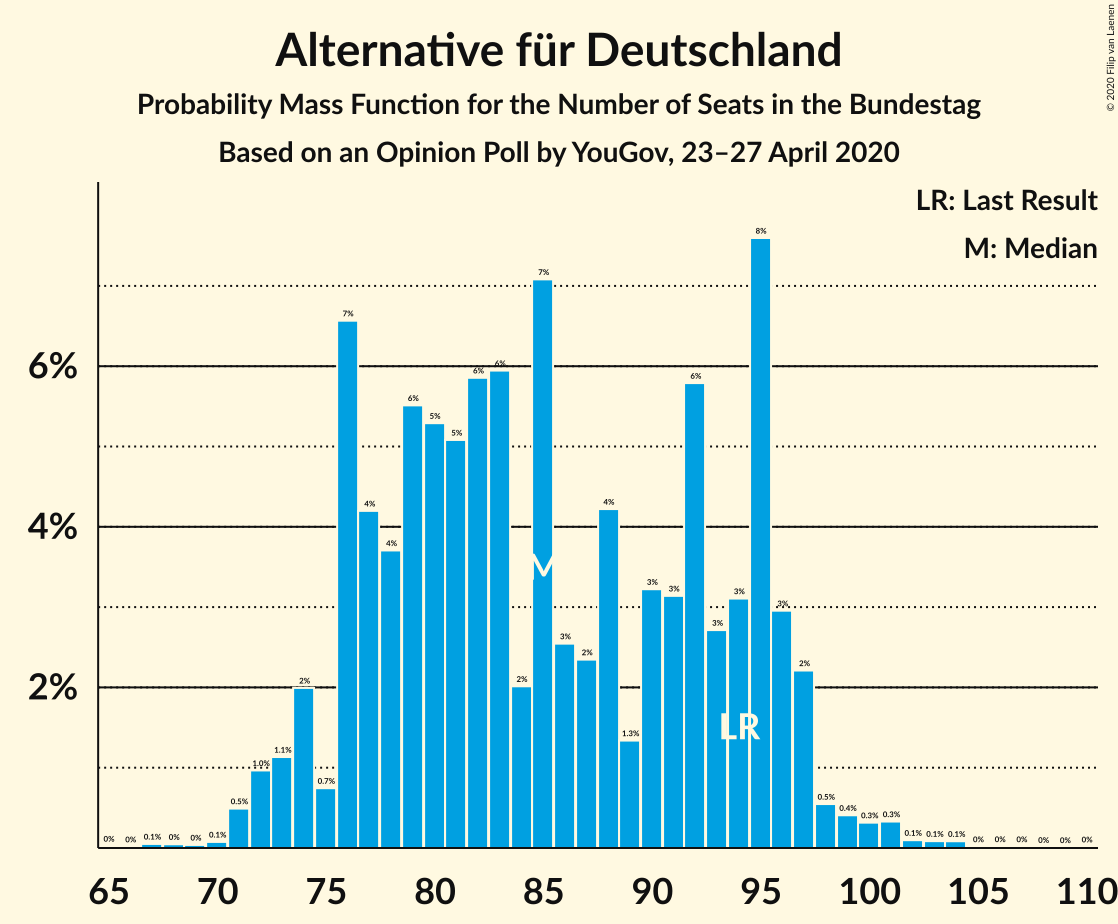 Alternative für Deutschland
Probability Mass Function for the Number of Seats in the Bundestag
Based on an Opinion Poll by YouGov, 23–27 April 2020
© 2020 Filip van Laenen
LR: Last Result
M: Median
6%
4%
2%
0% 0% 0.1% 0% 0% 0.1% 0.5% 1.0% 1.1% 2% 0.7% 7% 4% 4% 6% 5% 5% 6% 6% 2% 7% 3% 2% 4% 1.3% 3% 3% 6% 3% 3% 8% 3% 2% 0.5% 0.4% 0.3% 0.3% 0.1% 0.1% 0.1% 0% 0% 0% 0% 0% 0%
M
LR
65 70 75 80 85 90 95 100 105 110